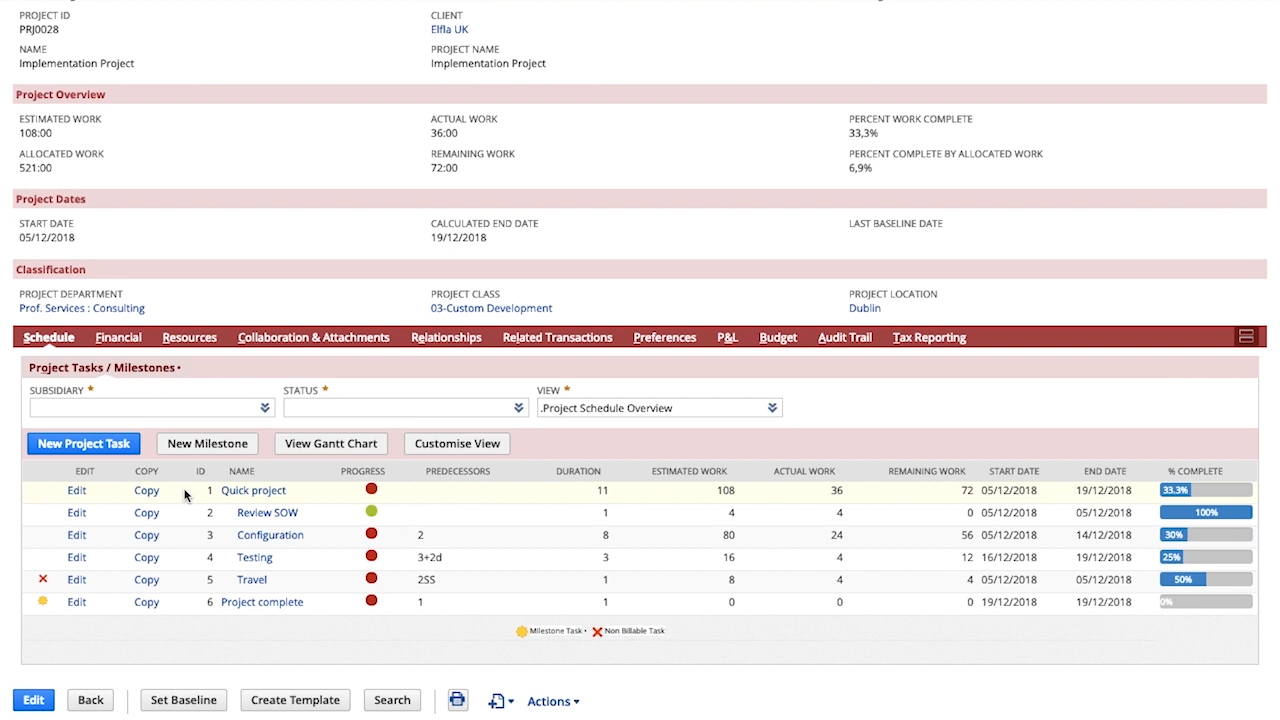 PROJECT ID CLIENT
PRJ0028 Elfla UK
NAME PROJECT NAME
Implementation Project Implementation Project
Project Overview
ESTIMATED WORK ACTUAL WORK PERCENT WORK COMPLETE
108:00 36:00 33,3%
ALLOCATED WORK REMAINING WORK PERCENT COMPLETE BY ALLOCATED WORK
521:00 72:00 6,9%
Project Dates
START DATE CALCULATED END DATE LAST BASELINE DATE
05/12/2018 19/12/2018
Classification
PROJECT DEPARTMENT PROJECT CLASS PROJECT LOCATION
Prof. Services : Consulting 03-Custom Development Dublin
Schedule Financial Resources Collaboration & Attachments Relationships Related Transactions Preferences P&L Budget Audit Trail Tax Reporting
Project Tasks / Milestones •
SUBSIDIARY * STATUS * VIEW *
.Project Schedule Overview
New Project Task New Milestone View Gantt Chart Customise View
EDIT COPY ID NAME PROGRESS PREDECESSORS DURATION ESTIMATED WORK ACTUAL WORK REMAINING WORK START DATE END DATE % COMPLETE
Edit Copy 1 Quick project 11 108 36 72 05/12/2018 19/12/2018 33.3%
Edit Copy 2 Review SOW 1 4 4 0 05/12/2018 05/12/2018 100%
Edit Copy 3 Configuration 2 8 80 24 56 05/12/2018 14/12/2018 30%
Edit Copy 4 Testing 3+2d 3 16 4 12 16/12/2018 19/12/2018 25%
Edit Copy 5 Travel 2SS 1 8 4 4 05/12/2018 05/12/2018 50%
Edit Copy 6 Project complete 1 1 0 0 0 19/12/2018 19/12/2018 0%
Milestone Task • Non Billable Task
Edit Back Set Baseline Create Template Search Actions